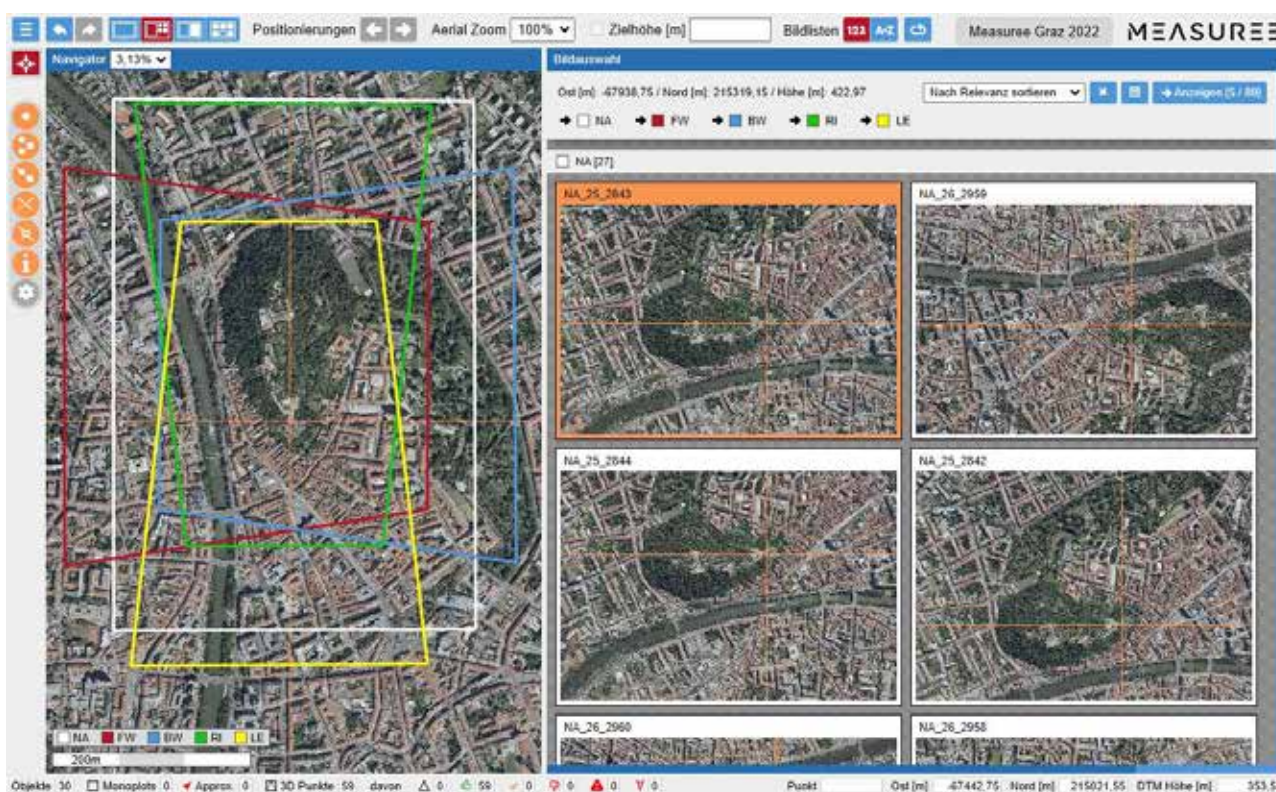 Positionierungen Aerial Zoom 100% Zielhöhe [m] Bildlisten 123 A-Z Measuree Graz 2022 MEASUREE
Navigator 3,13%
Bildauswahl
Ost [m]: -67938,75 / Nord [m]: 215319,15 / Höhe [m]: 422,97 Nach Relevanz sortieren Anzeigen (5 / 89)
NA FW BW RI LE
NA [27]
NA_25_2843 NA_26_2959
NA_25_2844 NA_25_2842
NA_26_2960 NA_26_2958
NA FW BW RI LE
200m
Objekte 30 Monoplots 0 Approx. 0 3D Punkte 59 davon 0 59 0 0 0 0 Punkt Ost [m] -67442,75 Nord [m] 215021,55 DTM Höhe [m] 353,5